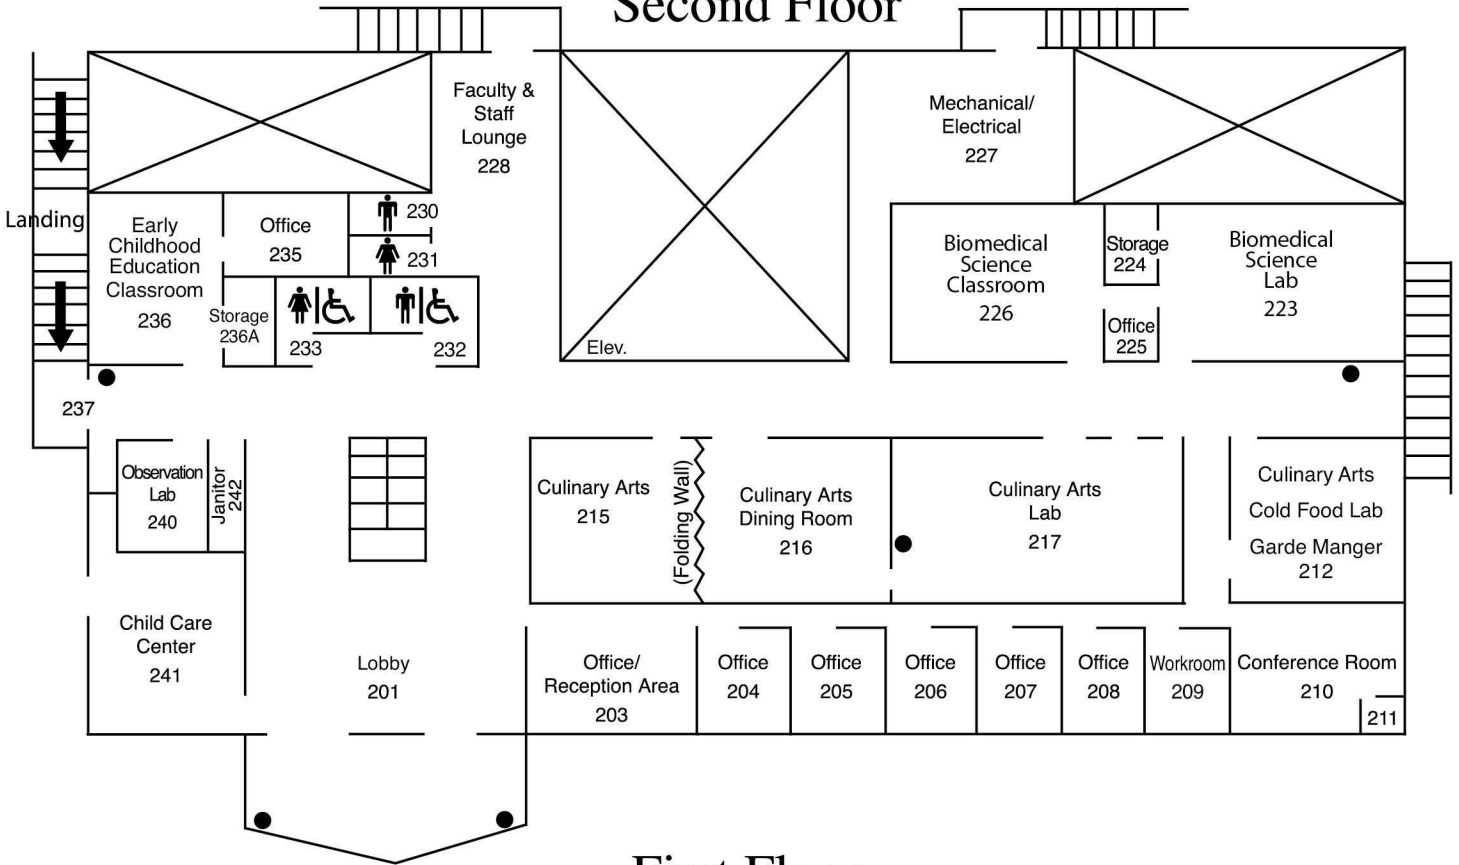 Second Floor
Faculty &
Staff
Lounge
228
Mechanical/
Electrical
227
Landing
Early
Childhood
Education
Classroom
236
Office
235
230
231
Storage
236A
233
232
Elev.
Biomedical
Science
Classroom
226
Storage
224
Office
225
Biomedical
Science
Lab
223
237
Observation
Lab
240
Janitor
242
Culinary Arts
215
(Folding Wall)
Culinary Arts
Dining Room
216
Culinary Arts
Lab
217
Culinary Arts
Cold Food Lab
Garde Manger
212
Child Care
Center
241
Lobby
201
Office/
Reception Area
203
Office
204
Office
205
Office
206
Office
207
Office
208
Workroom
209
Conference Room
210
211
First Floor